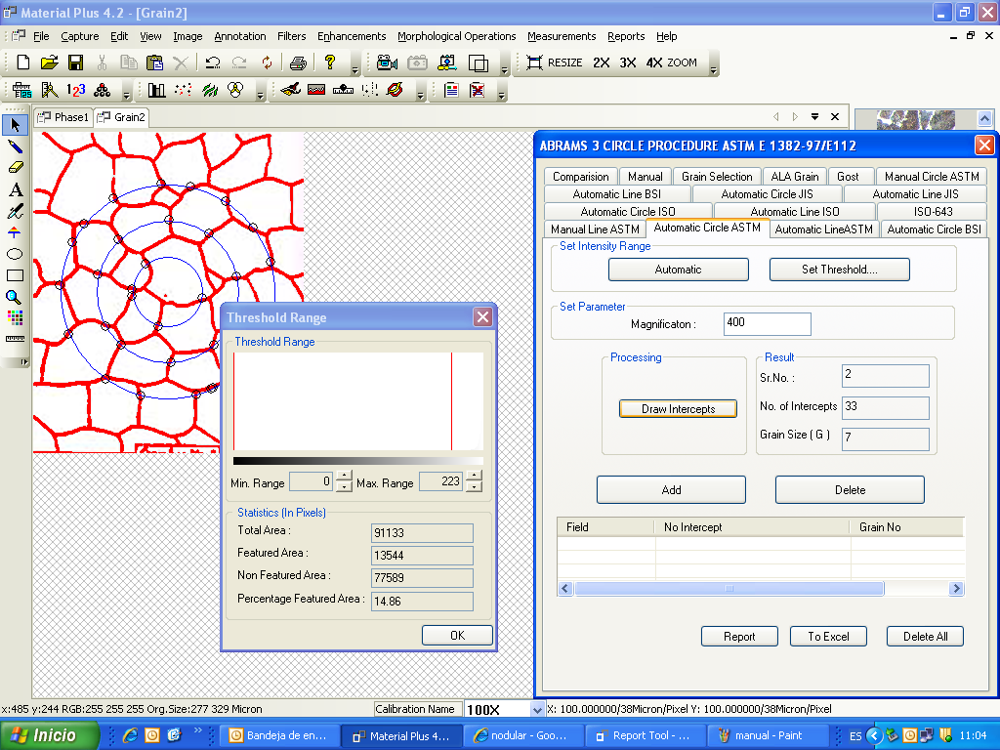 Material Plus 4.2 - [Grain2]
File Capture Edit View Image Annotation Filters Enhancements Morphological Operations Measurements Reports Help
RESIZE 2X 3X 4X ZOOM
123
Phase1 Grain2
A
ABRAMS 3 CIRCLE PROCEDURE ASTM E 1382-97/E112
Comparision Manual Grain Selection ALA Grain Gost Manual Circle ASTM
Automatic Line BSI Automatic Circle JIS Automatic Line JIS
Automatic Circle ISO Automatic Line ISO ISO-643
Manual Line ASTM Automatic Circle ASTM Automatic LineASTM Automatic Circle BSI
Set Intensity Range
Automatic Set Threshold....
Set Parameter
Magnificaton : 400
Processing
Draw Intercepts
Result
Sr.No. : 2
No. of Intercepts 33
Grain Size ( G ) 7
Add Delete
Field No Intercept Grain No
Report To Excel Delete All
Threshold Range
Threshold Range
Min. Range 0 Max. Range 223
Statistics (In Pixels)
Total Area : 91133
Featured Area : 13544
Non Featured Area : 77589
Percentage Featured Area : 14.86
OK
x:485 y:244 RGB:255 255 255 Org.Size:277 329 Micron Calibration Name 100X X: 100.000000/38Micron/Pixel Y: 100.000000/38Micron/Pixel
Inicio Bandeja de en... Material Plus 4... nodular - Goo... Report Tool - ... manual - Paint ES 11:04